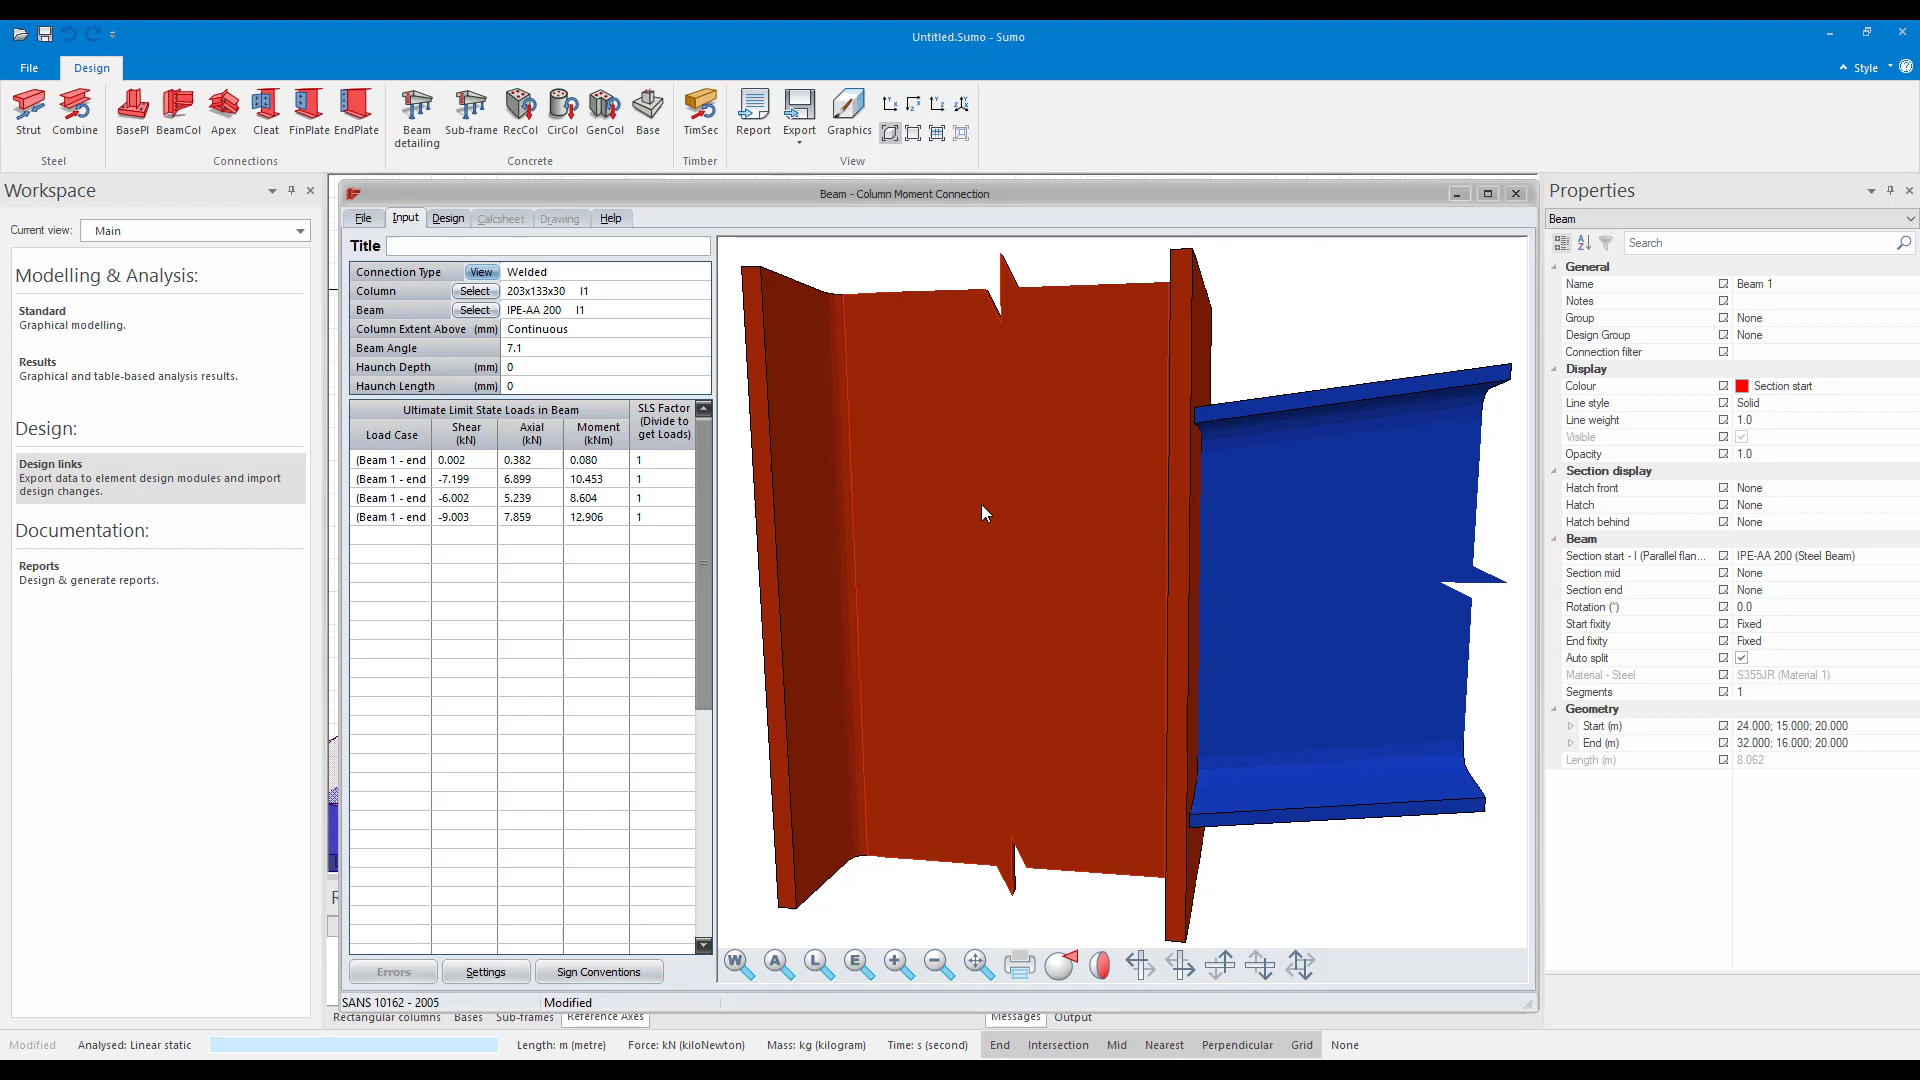 Untitled.Sumo - Sumo
File
Design
Style
Strut
Combine
BasePl
BeamCol
Apex
Cleat
FinPlate
EndPlate
Beam detailing
Sub-frame
RecCol
CirCol
GenCol
Base
TimSec
Report
Export
Graphics
Steel
Connections
Concrete
Timber
View
Workspace
Current view:
Main
Modelling & Analysis:
Standard
Graphical modelling.
Results
Graphical and table-based analysis results.
Design:
Design links
Export data to element design modules and import
design changes.
Documentation:
Reports
Design & generate reports.
Beam - Column Moment Connection
File
Input
Design
Calcsheet
Drawing
Help
Title
Connection Type View Welded
Column Select 203x133x30 I1
Beam Select IPE-AA 200 I1
Column Extent Above (mm) Continuous
Beam Angle 7.1
Haunch Depth (mm) 0
Haunch Length (mm) 0
Ultimate Limit State Loads in Beam
SLS Factor
(Divide to
get Loads)
Load Case
Shear
(kN)
Axial
(kN)
Moment
(kNm)
(Beam 1 - end 0.002 0.382 0.080 1
(Beam 1 - end -7.199 6.899 10.453 1
(Beam 1 - end -6.002 5.239 8.604 1
(Beam 1 - end -9.003 7.859 12.906 1
Errors
Settings
Sign Conventions
W A L E
SANS 10162 - 2005
Modified
Rectangular columns
Bases
Sub-frames
Reference Axes
Messages
Output
Properties
Beam
Search
General
Name Beam 1
Notes
Group None
Design Group None
Connection filter
Display
Colour Section start
Line style Solid
Line weight 1.0
Visible
Opacity 1.0
Section display
Hatch front None
Hatch None
Hatch behind None
Beam
Section start - I (Parallel flan... IPE-AA 200 (Steel Beam)
Section mid None
Section end None
Rotation (°) 0.0
Start fixity Fixed
End fixity Fixed
Auto split
Material - Steel S355JR (Material 1)
Segments 1
Geometry
Start (m) 24.000; 15.000; 20.000
End (m) 32.000; 16.000; 20.000
Length (m) 8.062
Modified
Analysed: Linear static
Length: m (metre)
Force: kN (kiloNewton)
Mass: kg (kilogram)
Time: s (second)
End
Intersection
Mid
Nearest
Perpendicular
Grid
None